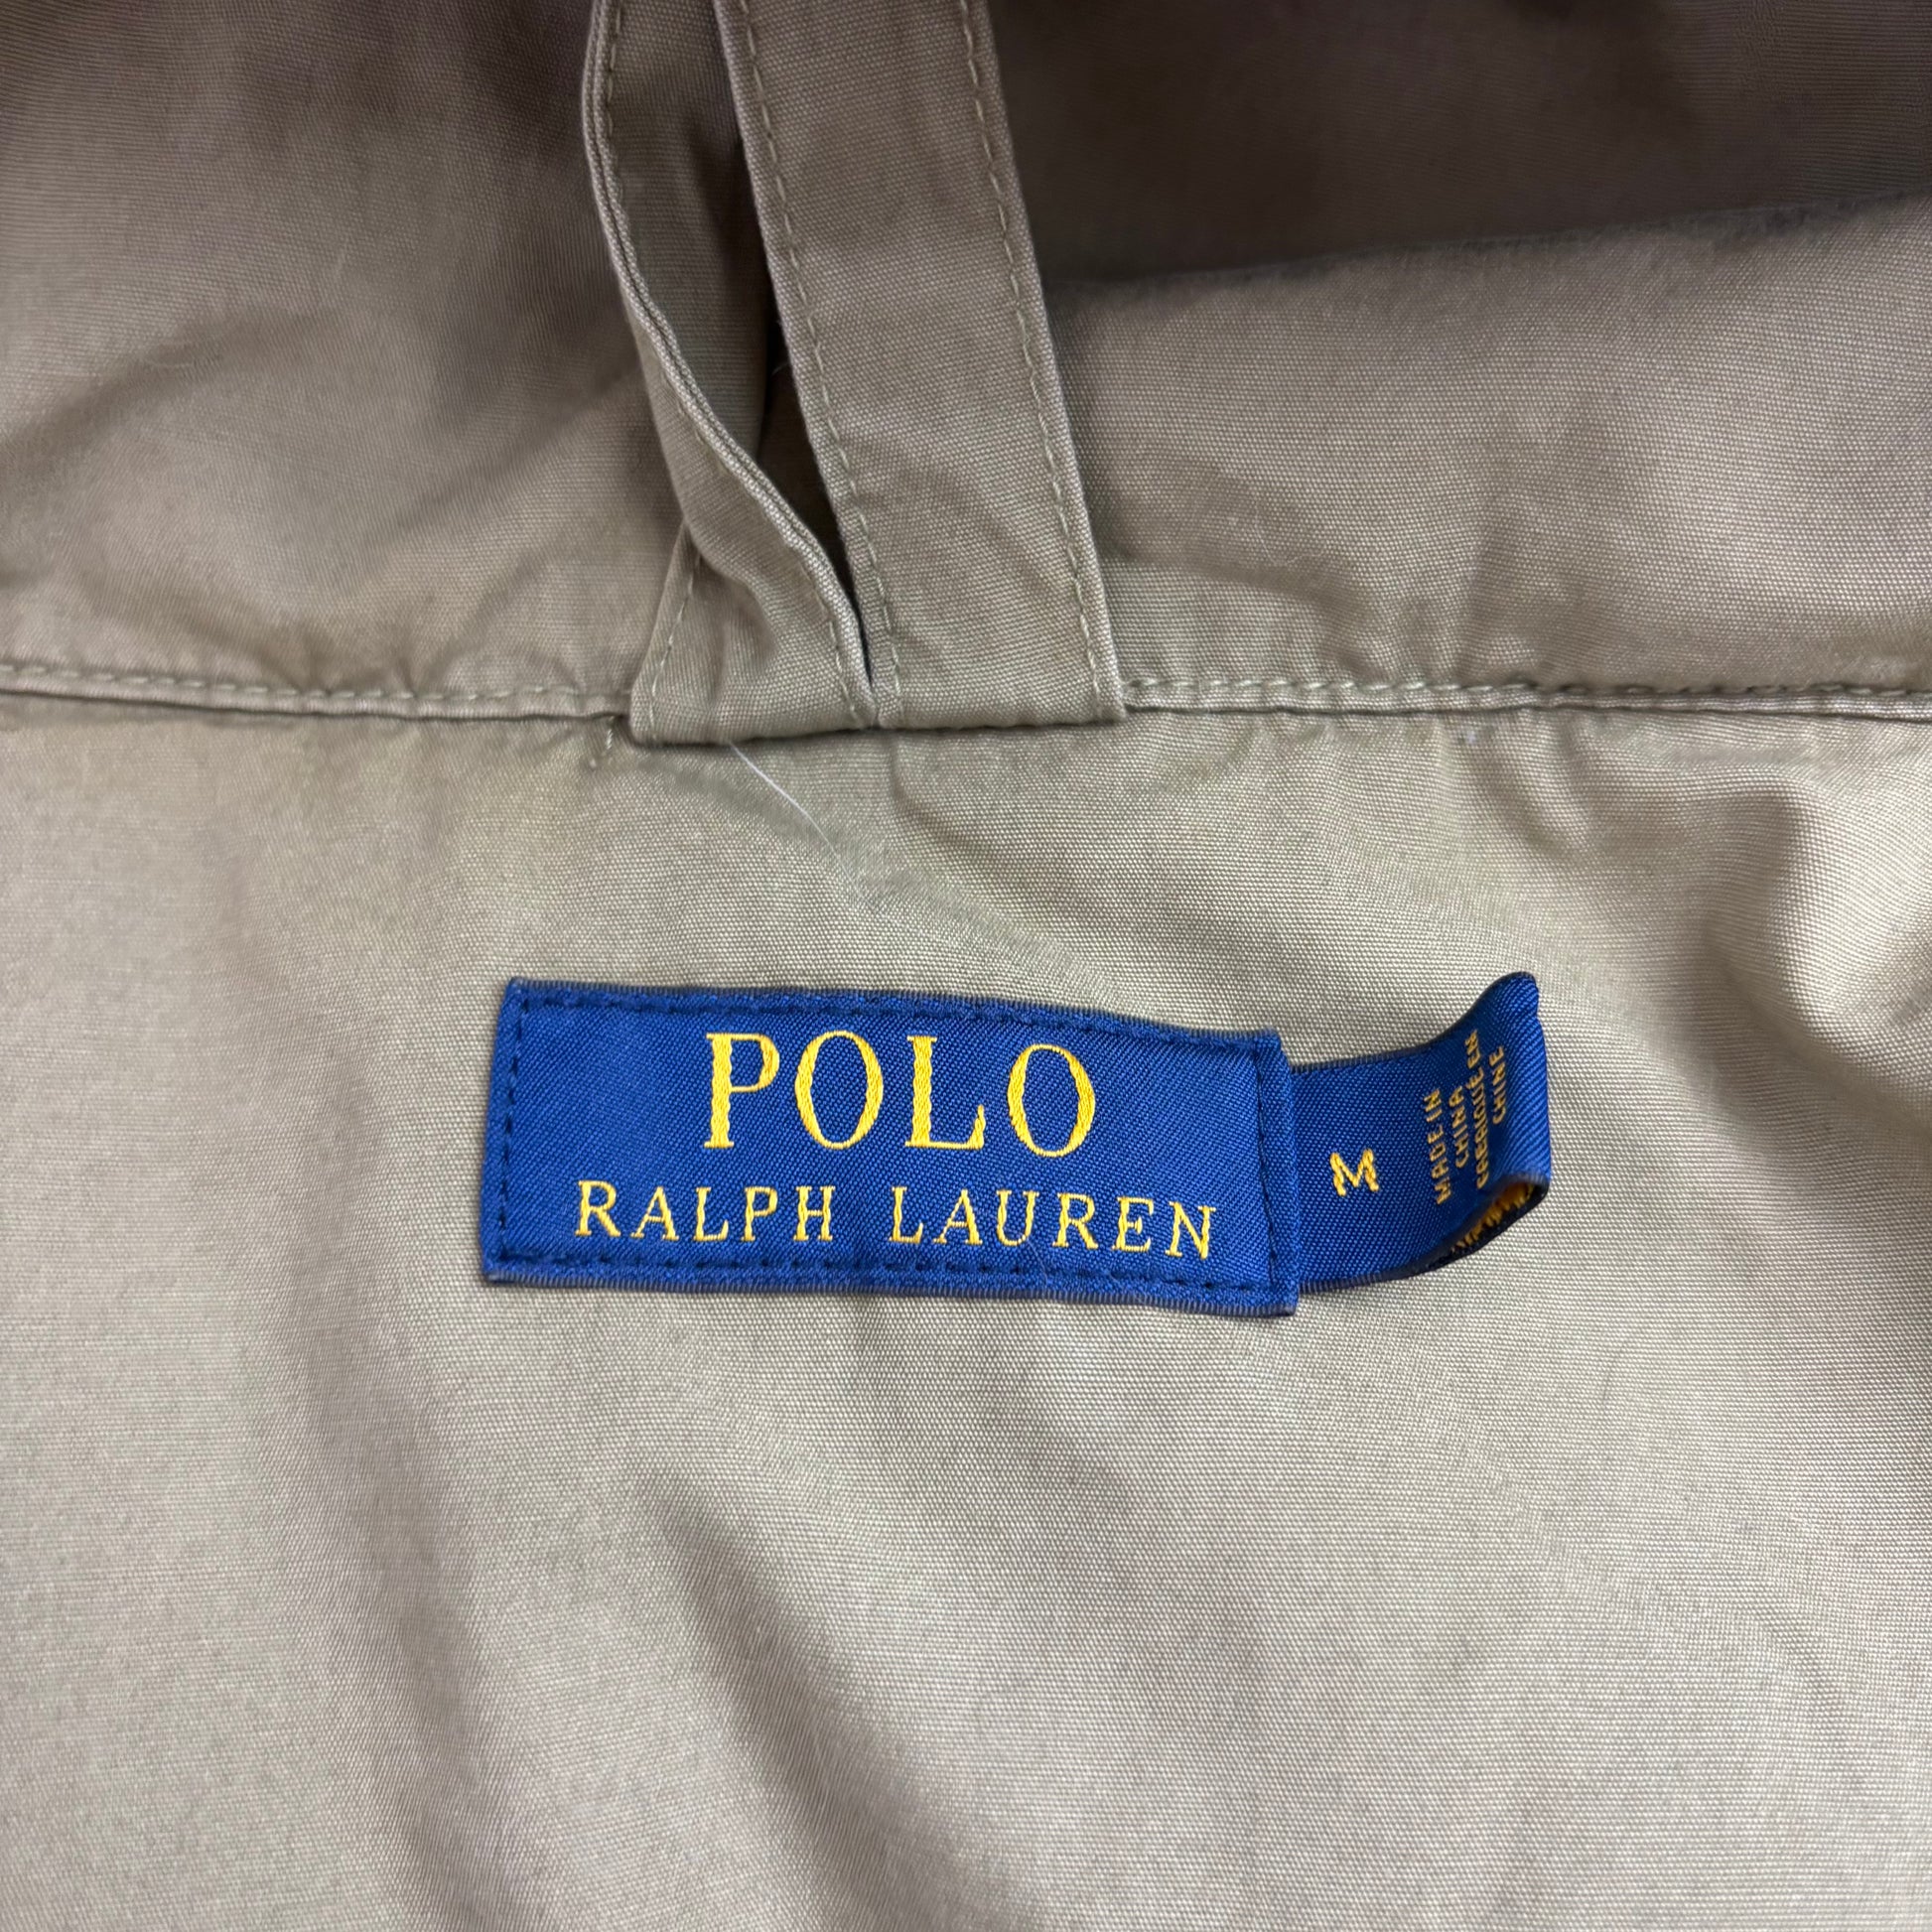 POLO
RALPH LAUREN
M
MADE IN
CHINA
FABRIQUÉ EN
CHINE